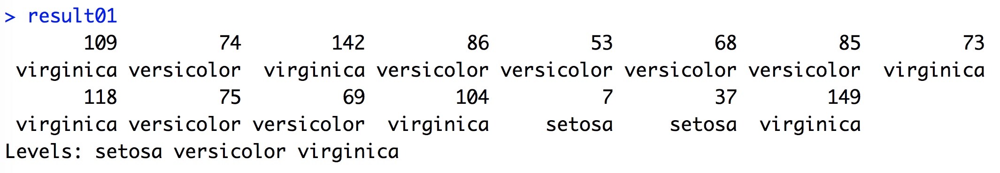 > result01
109 74 142 86 53 68 85 73
virginica versicolor virginica versicolor versicolor versicolor versicolor virginica
118 75 69 104 7 37 149
virginica versicolor versicolor virginica setosa setosa virginica
Levels: setosa versicolor virginica